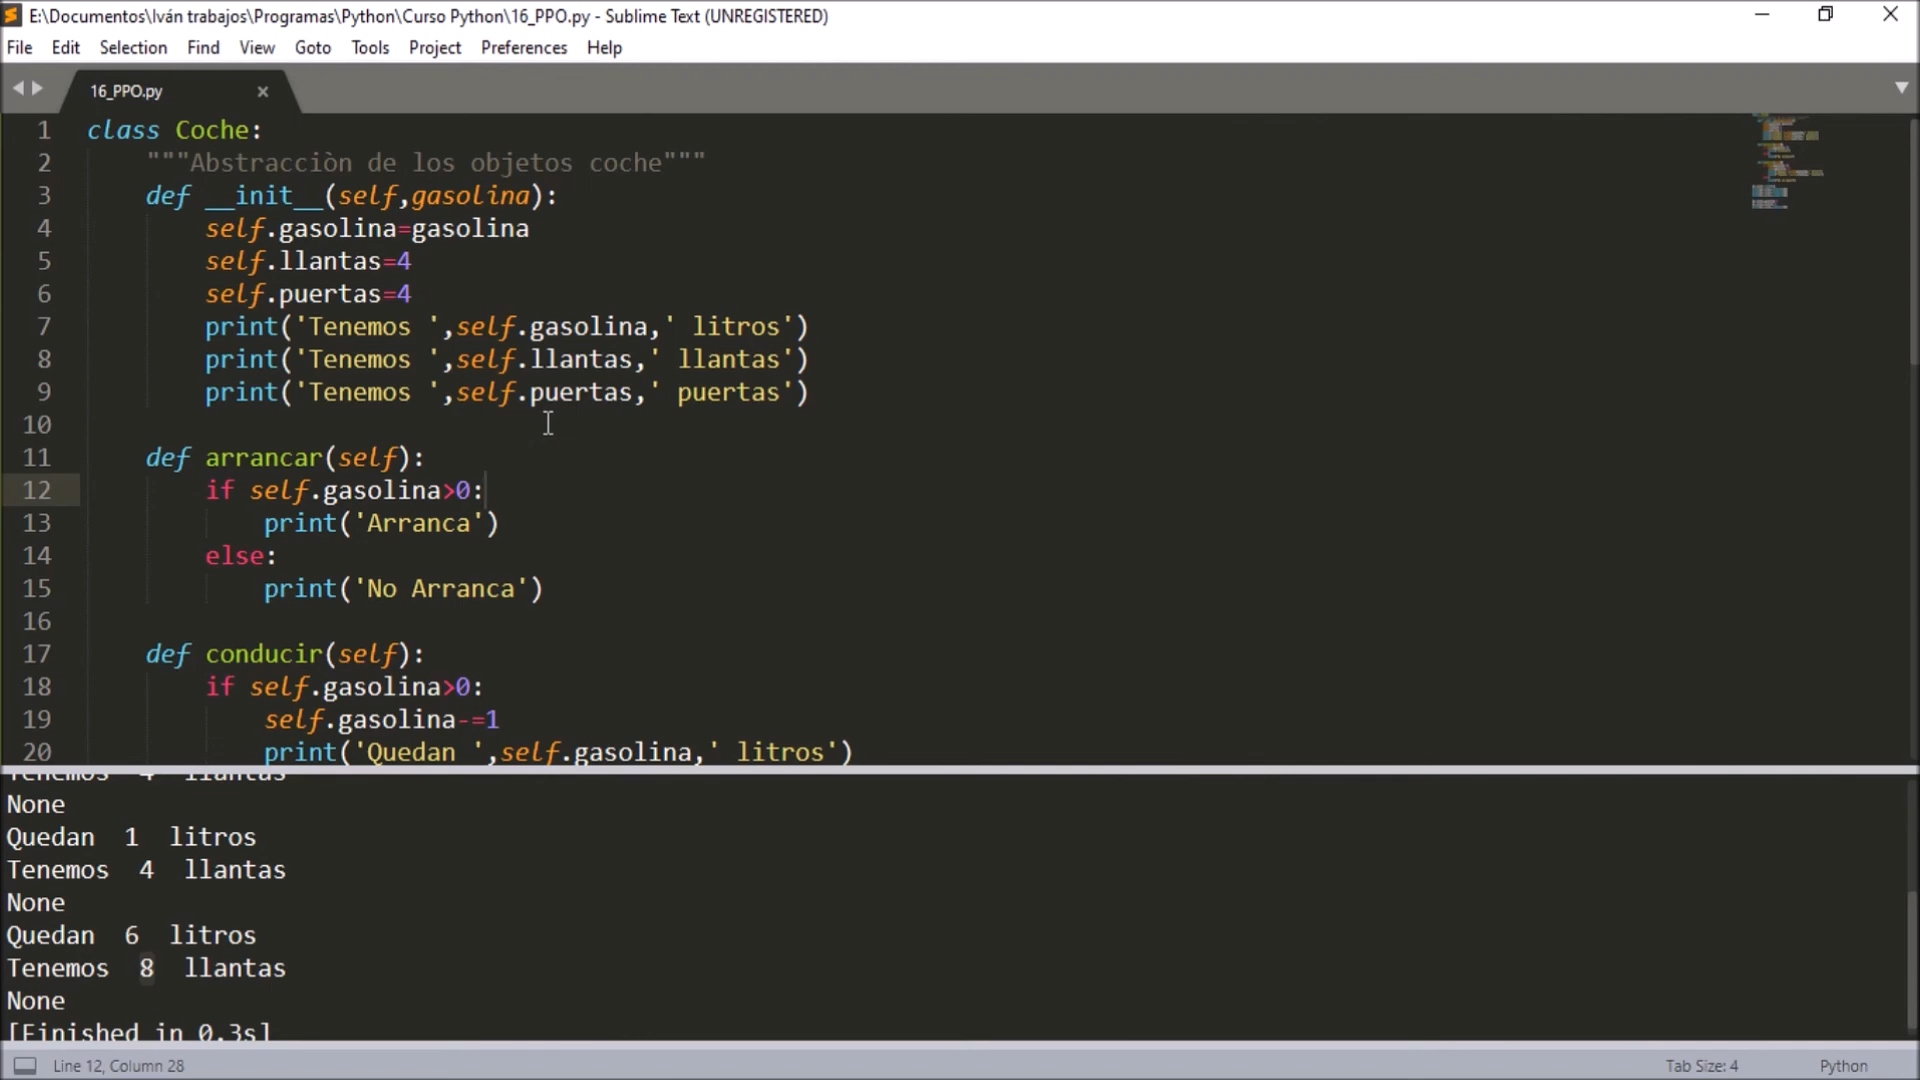 E:\Documentos\Iván trabajos\Programas\Python\Curso Python\16_PPO.py - Sublime Text (UNREGISTERED)
File Edit Selection Find View Goto Tools Project Preferences Help
16_PPO.py ×
1 class Coche:
2 """Abstracciòn de los objetos coche"""
3 def __init__(self,gasolina):
4 self.gasolina=gasolina
5 self.llantas=4
6 self.puertas=4
7 print('Tenemos ',self.gasolina,' litros')
8 print('Tenemos ',self.llantas,' llantas')
9 print('Tenemos ',self.puertas,' puertas')
10
11 def arrancar(self):
12 if self.gasolina>0:
13 print('Arranca')
14 else:
15 print('No Arranca')
16
17 def conducir(self):
18 if self.gasolina>0:
19 self.gasolina-=1
20 print('Quedan ',self.gasolina,' litros')
Tenemos 4 llantas
None
Quedan 1 litros
Tenemos 4 llantas
None
Quedan 6 litros
Tenemos 8 llantas
None
[Finished in 0.3s]
Line 12, Column 28 Tab Size: 4 Python